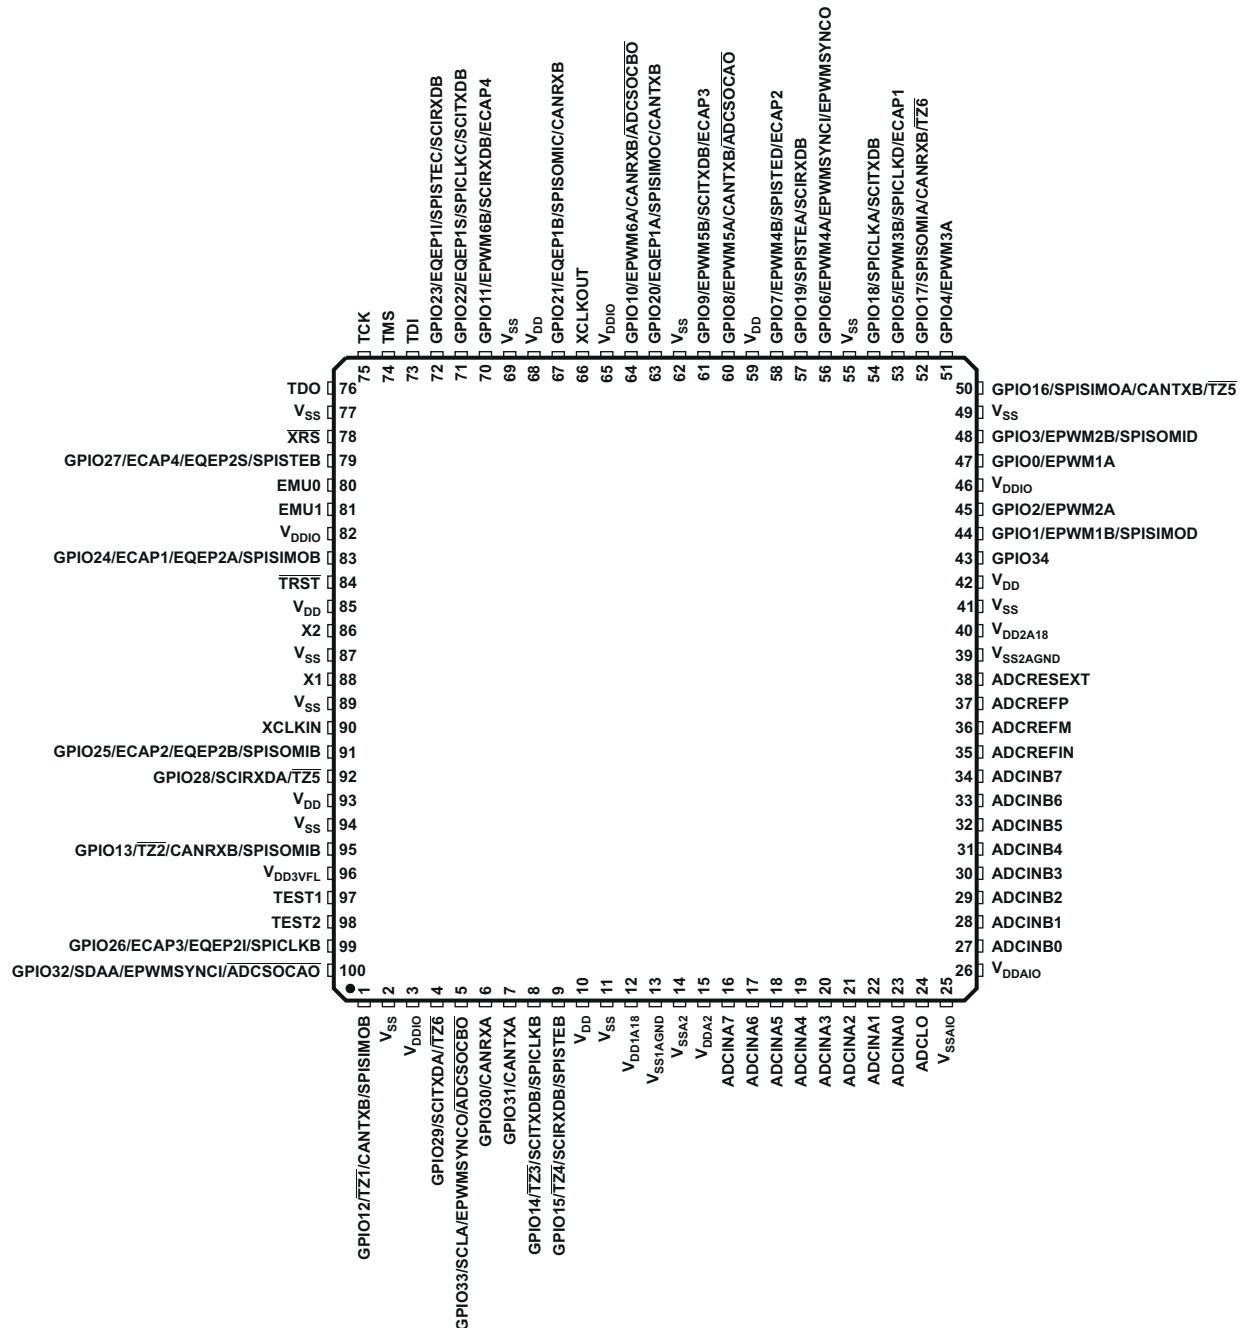 TCK
TMS
TDI
GPIO23/EQEP1I/SPISTEC/SCIRXDB
GPIO22/EQEP1S/SPICLKC/SCITXDB
GPIO11/EPWM6B/SCIRXDB/ECAP4
VSS
VDD
GPIO21/EQEP1B/SPISOMIC/CANRXB
XCLKOUT
VDDIO
GPIO10/EPWM6A/CANRXB/ADCSOCBO
GPIO20/EQEP1A/SPISIMOC/CANTXB
VSS
GPIO9/EPWM5B/SCITXDB/ECAP3
GPIO8/EPWM5A/CANTXB/ADCSOCAO
VDD
GPIO7/EPWM4B/SPISTED/ECAP2
GPIO19/SPISTEA/SCIRXDB
GPIO6/EPWM4A/EPWMSYNCI/EPWMSYNCO
VSS
GPIO18/SPICLKA/SCITXDB
GPIO5/EPWM3B/SPICLKD/ECAP1
GPIO17/SPISOMIA/CANRXB/TZ6
GPIO4/EPWM3A
75 74 73 72 71 70 69 68 67 66 65 64 63 62 61 60 59 58 57 56 55 54 53 52 51
TDO 76
VSS 77
XRS 78
GPIO27/ECAP4/EQEP2S/SPISTEB 79
EMU0 80
EMU1 81
VDDIO 82
GPIO24/ECAP1/EQEP2A/SPISIMOB 83
TRST 84
VDD 85
X2 86
VSS 87
X1 88
VSS 89
XCLKIN 90
GPIO25/ECAP2/EQEP2B/SPISOMIB 91
GPIO28/SCIRXDA/TZ5 92
VDD 93
VSS 94
GPIO13/TZ2/CANRXB/SPISOMIB 95
VDD3VFL 96
TEST1 97
TEST2 98
GPIO26/ECAP3/EQEP2I/SPICLKB 99
GPIO32/SDAA/EPWMSYNCI/ADCSOCAO 100
50 GPIO16/SPISIMOA/CANTXB/TZ5
49 VSS
48 GPIO3/EPWM2B/SPISOMID
47 GPIO0/EPWM1A
46 VDDIO
45 GPIO2/EPWM2A
44 GPIO1/EPWM1B/SPISIMOD
43 GPIO34
42 VDD
41 VSS
40 VDD2A18
39 VSS2AGND
38 ADCRESEXT
37 ADCREFP
36 ADCREFM
35 ADCREFIN
34 ADCINB7
33 ADCINB6
32 ADCINB5
31 ADCINB4
30 ADCINB3
29 ADCINB2
28 ADCINB1
27 ADCINB0
26 VDDAIO
1 2 3 4 5 6 7 8 9 10 11 12 13 14 15 16 17 18 19 20 21 22 23 24 25
GPIO12/TZ1/CANTXB/SPISIMOB
VSS
VDDIO
GPIO29/SCITXDA/TZ6
GPIO33/SCLA/EPWMSYNCO/ADCSOCBO
GPIO30/CANRXA
GPIO31/CANTXA
GPIO14/TZ3/SCITXDB/SPICLKB
GPIO15/TZ4/SCIRXDB/SPISTEB
VDD
VSS
VDD1A18
VSS1AGND
VSSA2
VDDA2
ADCINA7
ADCINA6
ADCINA5
ADCINA4
ADCINA3
ADCINA2
ADCINA1
ADCINA0
ADCLO
VSSAIO